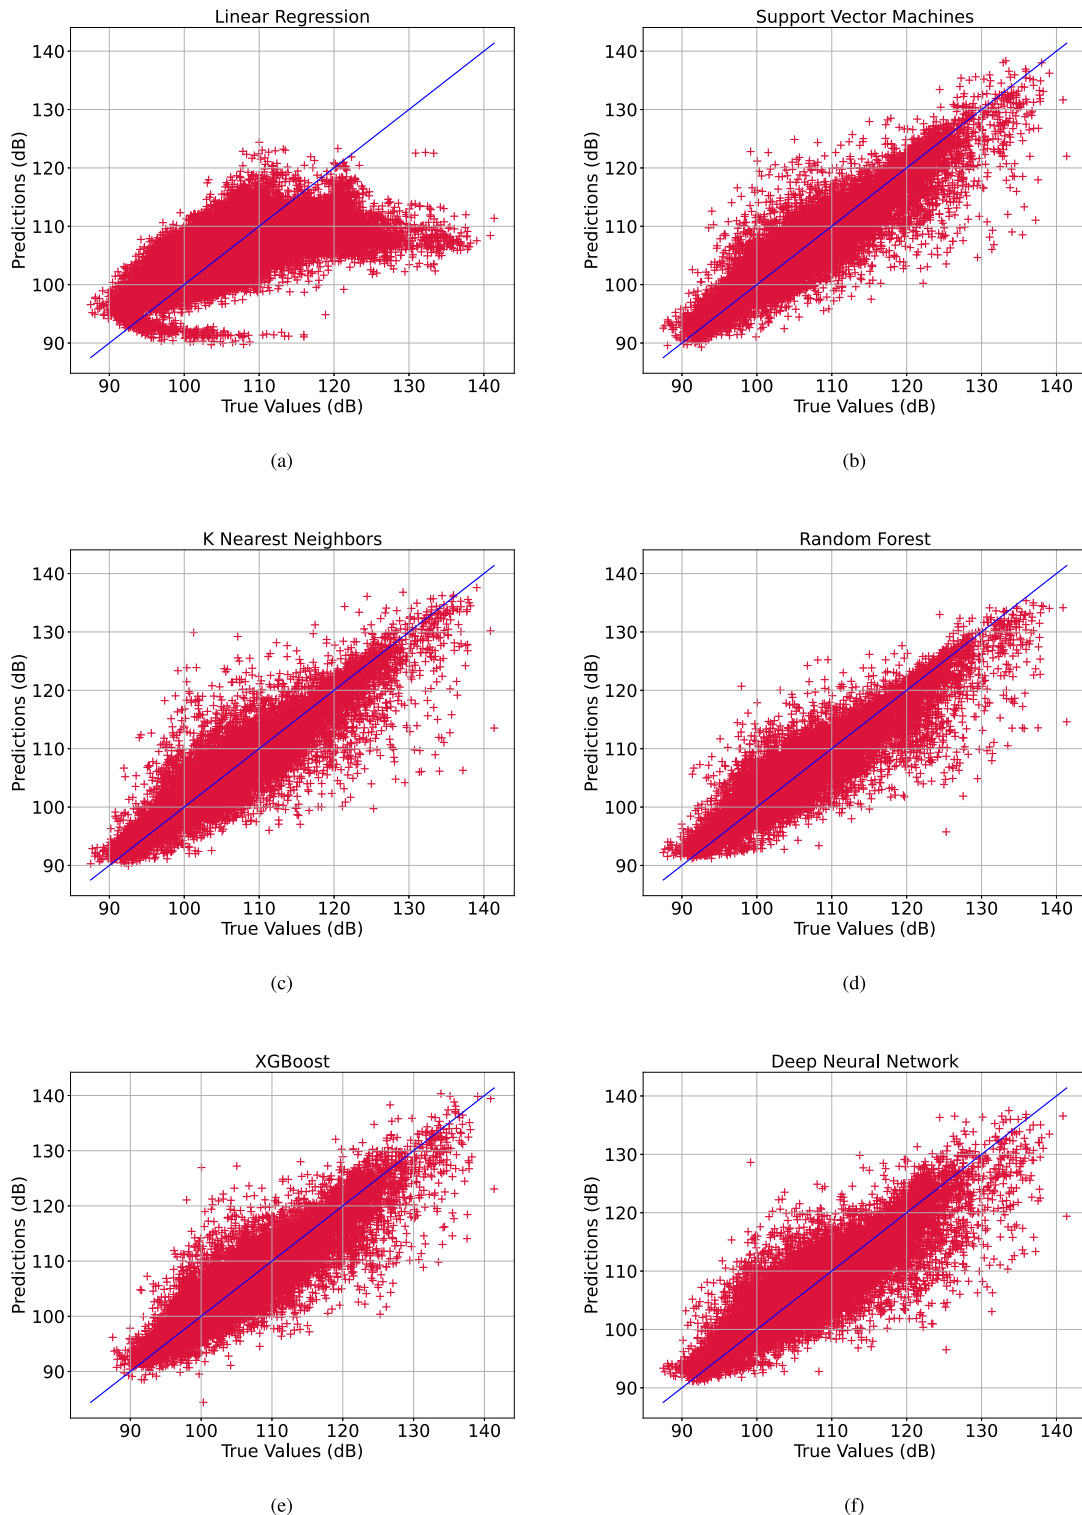 Linear Regression
140
130
120
110
100
90
Predictions (dB)
90 100 110 120 130 140
True Values (dB)
(a)
Support Vector Machines
140
130
120
110
100
90
Predictions (dB)
90 100 110 120 130 140
True Values (dB)
(b)
K Nearest Neighbors
140
130
120
110
100
90
Predictions (dB)
90 100 110 120 130 140
True Values (dB)
(c)
Random Forest
140
130
120
110
100
90
Predictions (dB)
90 100 110 120 130 140
True Values (dB)
(d)
XGBoost
140
130
120
110
100
90
Predictions (dB)
90 100 110 120 130 140
True Values (dB)
(e)
Deep Neural Network
140
130
120
110
100
90
Predictions (dB)
90 100 110 120 130 140
True Values (dB)
(f)